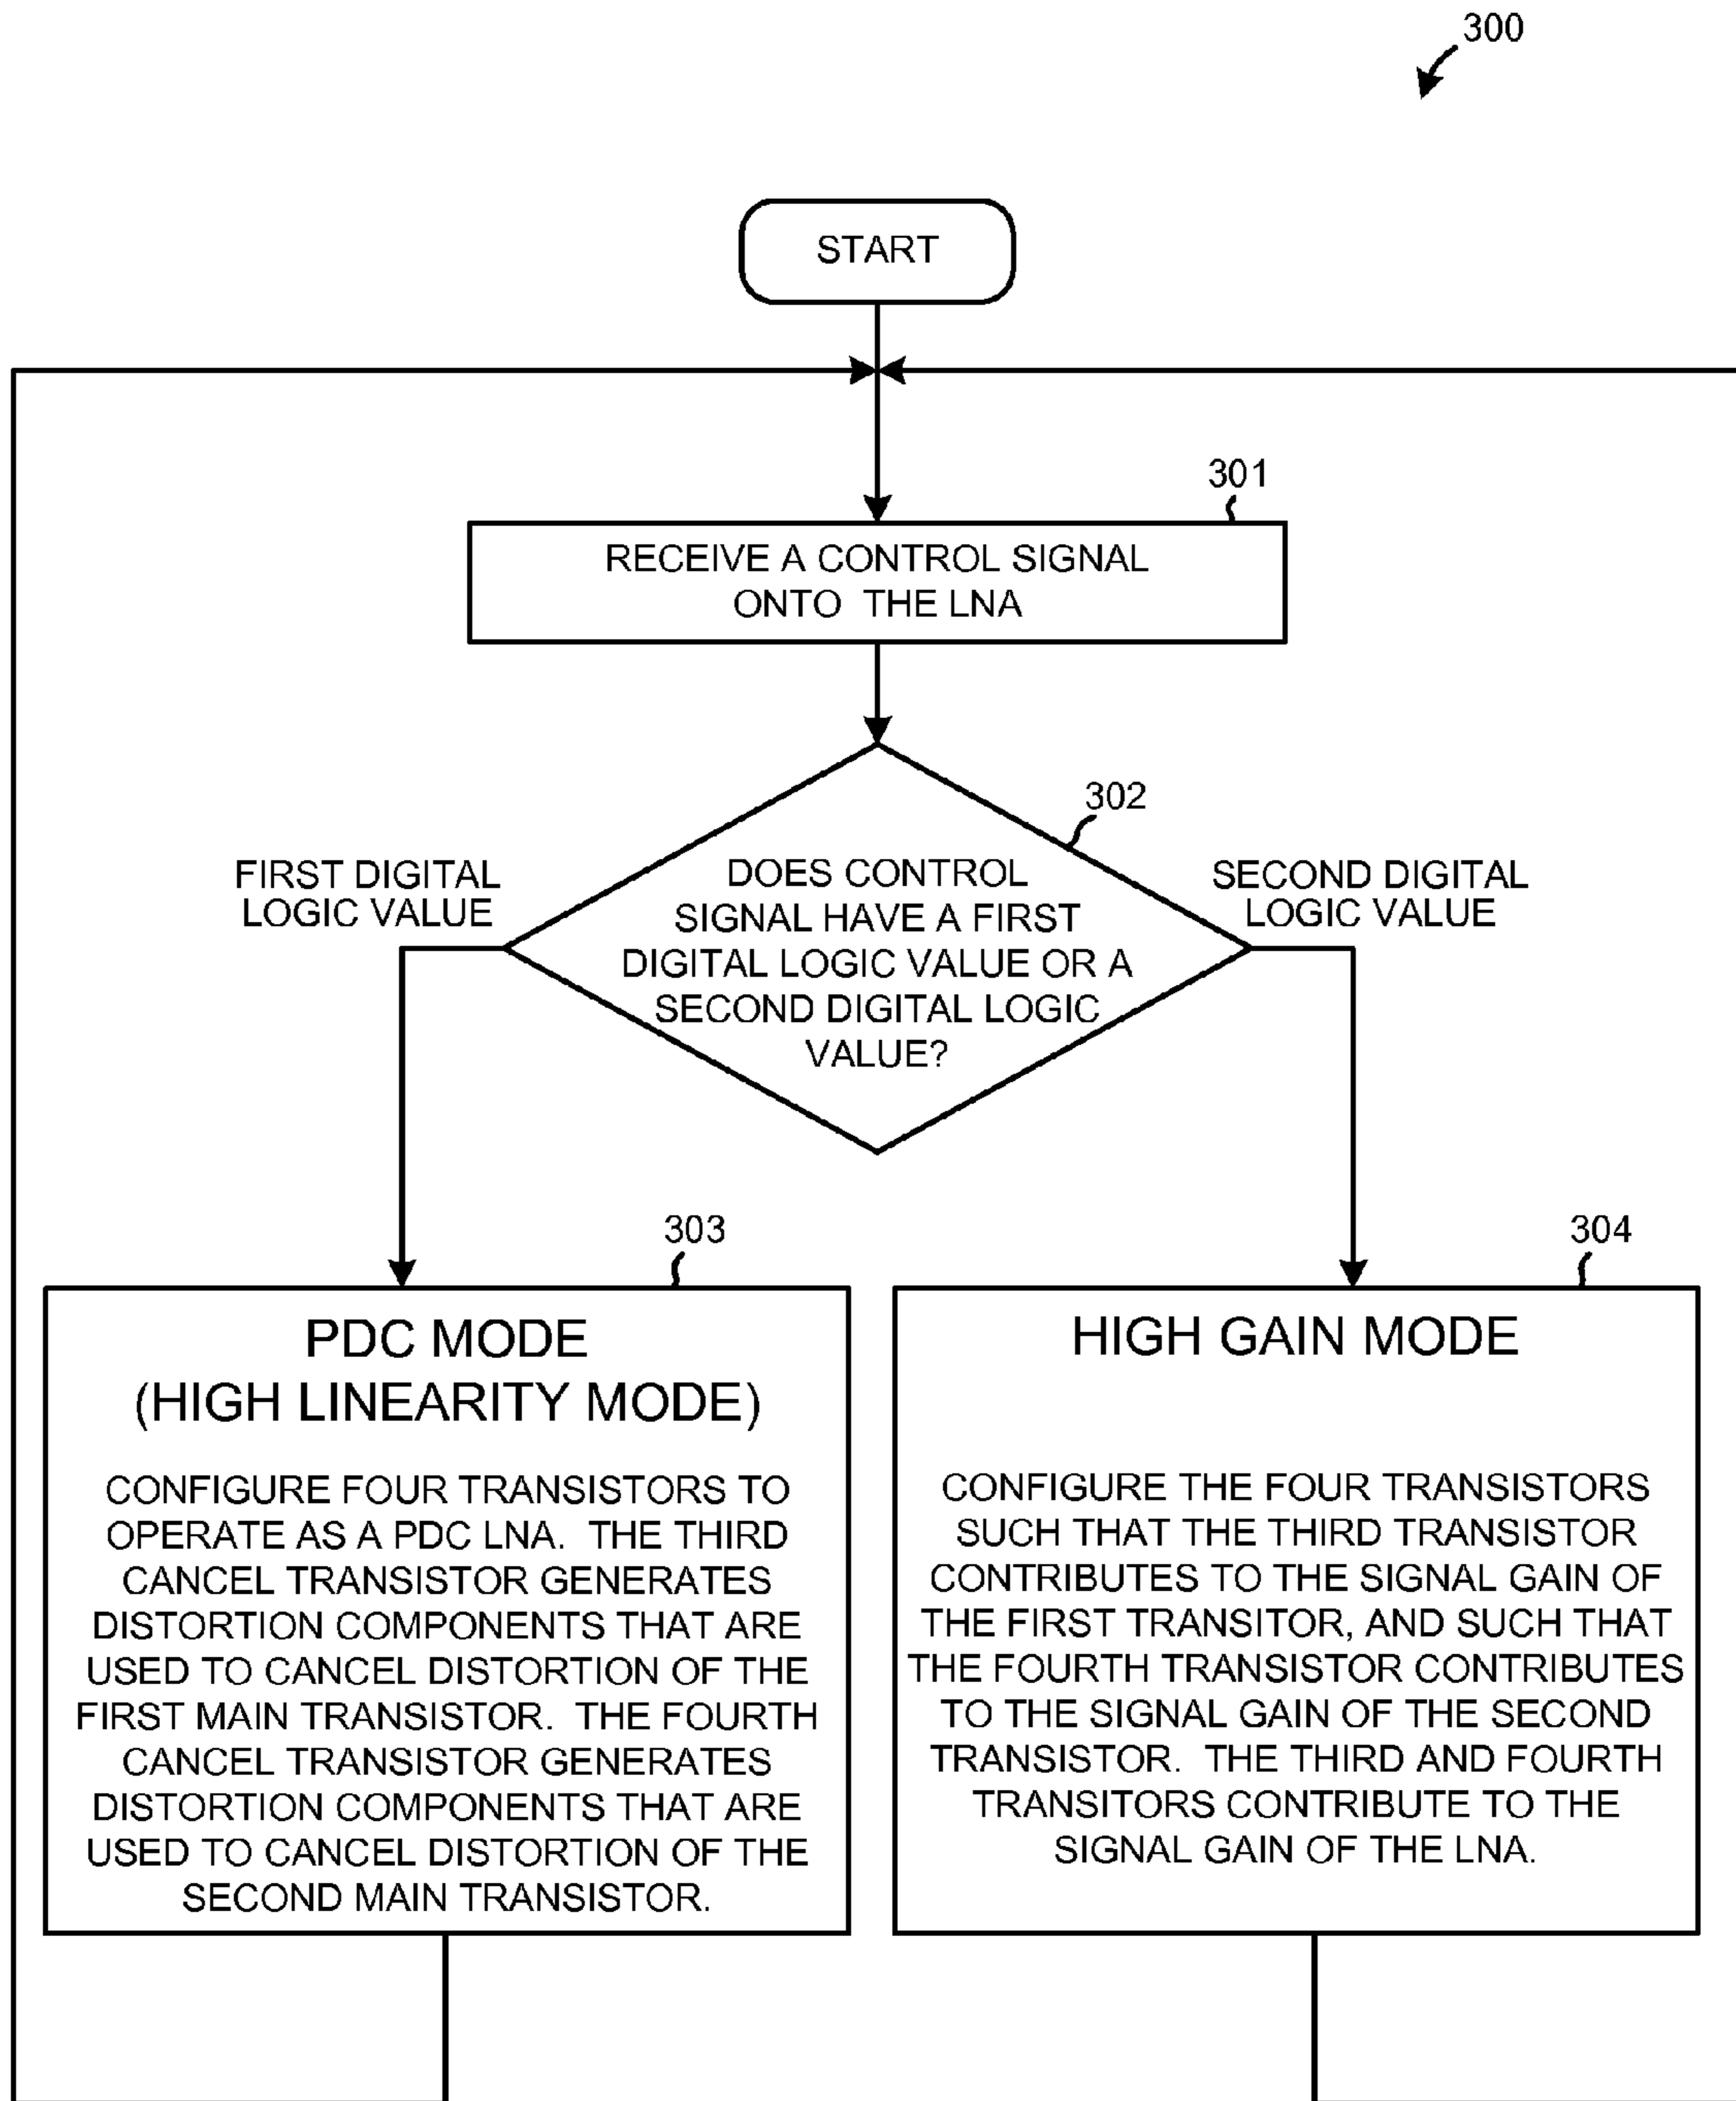 300
START
301
RECEIVE A CONTROL SIGNAL
ONTO THE LNA
302
DOES CONTROL
SIGNAL HAVE A FIRST
DIGITAL LOGIC VALUE OR A
SECOND DIGITAL LOGIC
VALUE?
FIRST DIGITAL
LOGIC VALUE
SECOND DIGITAL
LOGIC VALUE
303
PDC MODE
(HIGH LINEARITY MODE)
CONFIGURE FOUR TRANSISTORS TO
OPERATE AS A PDC LNA. THE THIRD
CANCEL TRANSISTOR GENERATES
DISTORTION COMPONENTS THAT ARE
USED TO CANCEL DISTORTION OF THE
FIRST MAIN TRANSISTOR. THE FOURTH
CANCEL TRANSISTOR GENERATES
DISTORTION COMPONENTS THAT ARE
USED TO CANCEL DISTORTION OF THE
SECOND MAIN TRANSISTOR.
304
HIGH GAIN MODE
CONFIGURE THE FOUR TRANSISTORS
SUCH THAT THE THIRD TRANSISTOR
CONTRIBUTES TO THE SIGNAL GAIN OF
THE FIRST TRANSITOR, AND SUCH THAT
THE FOURTH TRANSISTOR CONTRIBUTES
TO THE SIGNAL GAIN OF THE SECOND
TRANSISTOR. THE THIRD AND FOURTH
TRANSITORS CONTRIBUTE TO THE
SIGNAL GAIN OF THE LNA.